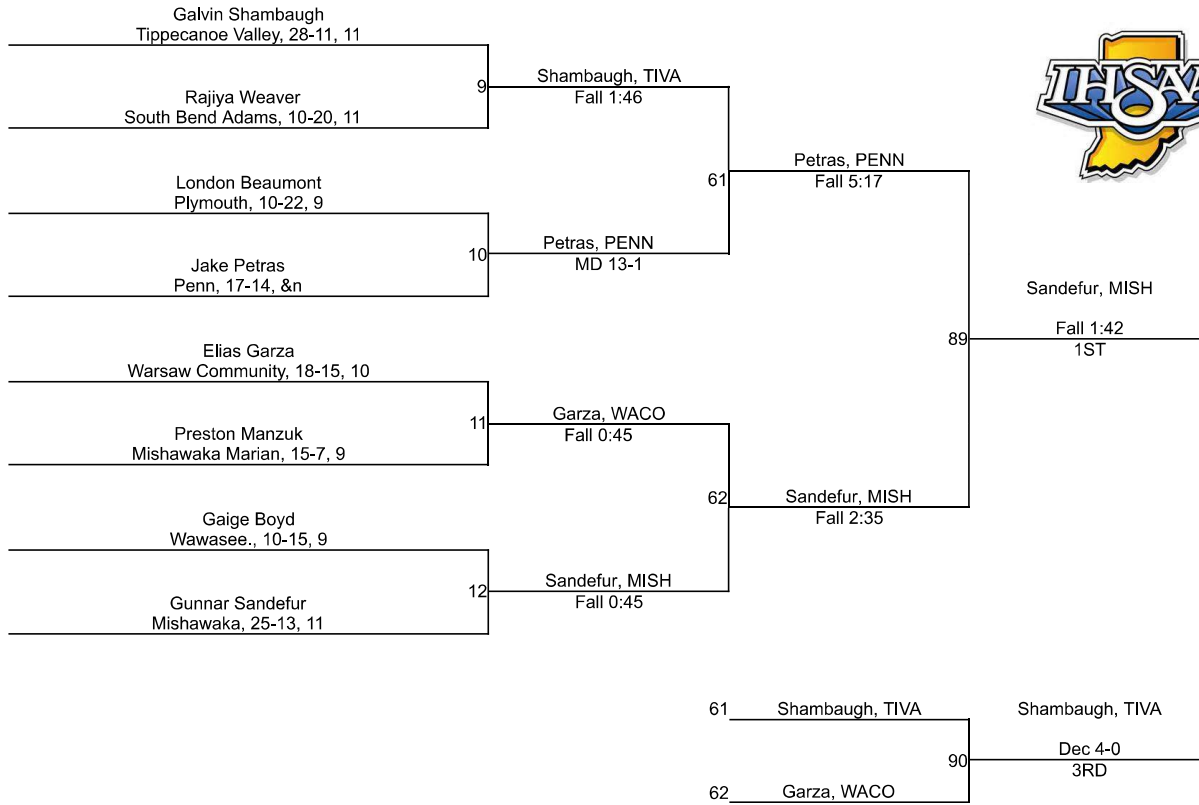 Galvin Shambaugh
Tippecanoe Valley, 28-11, 11
Rajiya Weaver
South Bend Adams, 10-20, 11
9
Shambaugh, TIVA
Fall 1:46
London Beaumont
Plymouth, 10-22, 9
Jake Petras
Penn, 17-14, &n
10
Petras, PENN
MD 13-1
61
Petras, PENN
Fall 5:17
Elias Garza
Warsaw Community, 18-15, 10
Preston Manzuk
Mishawaka Marian, 15-7, 9
11
Garza, WACO
Fall 0:45
Gaige Boyd
Wawasee., 10-15, 9
Gunnar Sandefur
Mishawaka, 25-13, 11
12
Sandefur, MISH
Fall 0:45
62
Sandefur, MISH
Fall 2:35
89
Sandefur, MISH
Fall 1:42
1ST
IHSAA
61
Shambaugh, TIVA
62
Garza, WACO
90
Shambaugh, TIVA
Dec 4-0
3RD